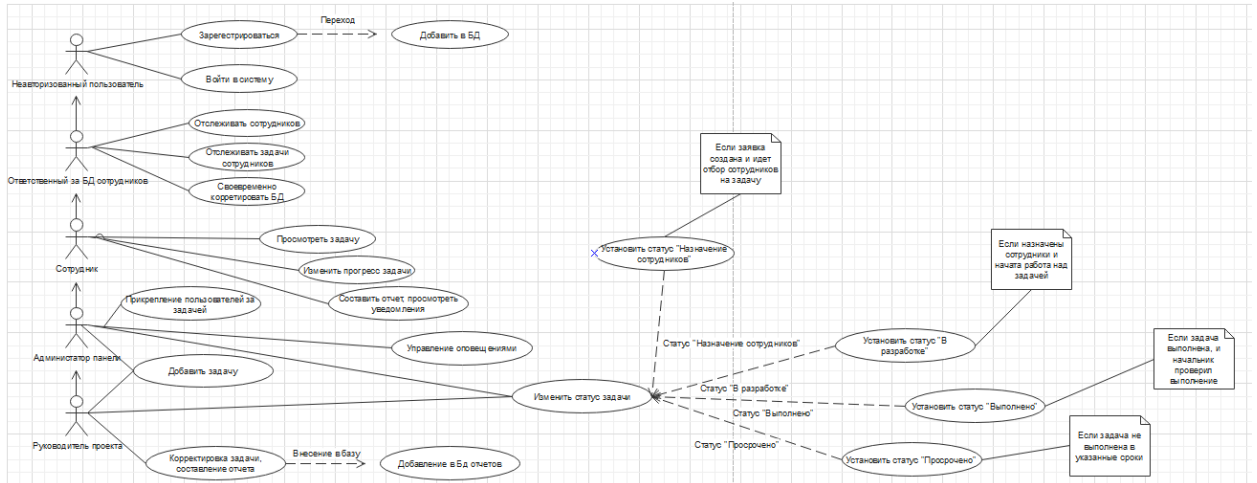 Переход
Зарегестрироваться
Добавить в БД
Войти в систему
Неавторизованный пользователь
Отслеживать сотрудников
Отслеживать задачи
сотрудников
Своевременно
корретировать БД
Ответственный за БД сотрудников
Если заявка
создана и идет
отбор сотрудников
на задачу
Просмотреть задачу
Изменить прогресс задачи
Составить отчет, просмотреть
уведомления
Сотрудник
Установить статус "Назначение
сотрудников"
Если назначены
сотрудники и
начата работа над
задачей
Прикрепление пользователей за
задачей
Управление оповещениями
Администатор панели
Добавить задачу
Статус "Назначение сотрудников"
Установить статус "В
разработке"
Если задача
выполнена, и
начальник
проверил
выполнение
Изменить статус задачи
Статус "В разработке"
Установить статус "Выполнено"
Статус "Выполнено"
Руководитель проекта
Статус "Просрочено"
Если задача не
выполнена в
указанные сроки
Корректировка задачи,
составление отчета
Внесение в базу
Добавление в Бд отчетов
Установить статус "Просрочено"